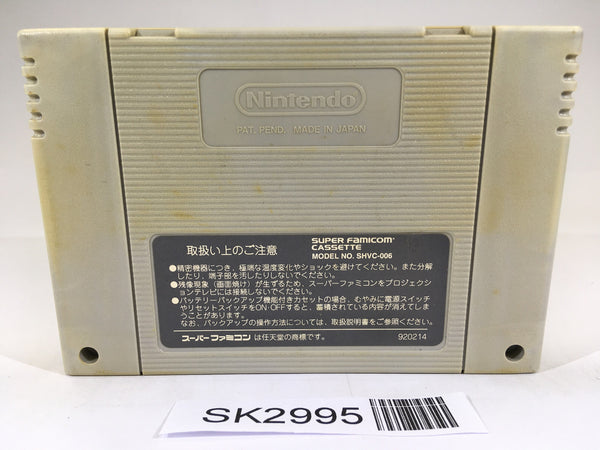 Nintendo
PAT. PEND. MADE IN JAPAN
取扱い上のご注意
SUPER FAMICOM
CASSETTE
MODEL NO. SHVC-006
●精密機器につき、極端な温度変化やショックを避けてください。また分解
したり、端子部を汚したりしないでください。
●残像現象（画面焼け）が生ずるため、スーパーファミコンをプロジェクシ
ョンテレビには接続しないでください。
●バッテリーバックアップ機能付きカセットの場合、むやみに電源スイッチ
やリセットスイッチをON・OFFすると、蓄積されている内容が消えてしま
うことがあります。
なお、バックアップの操作方法については、取扱説明書をご参照ください。
スーパーファミコン は任天堂の商標です。
920214
SK2995